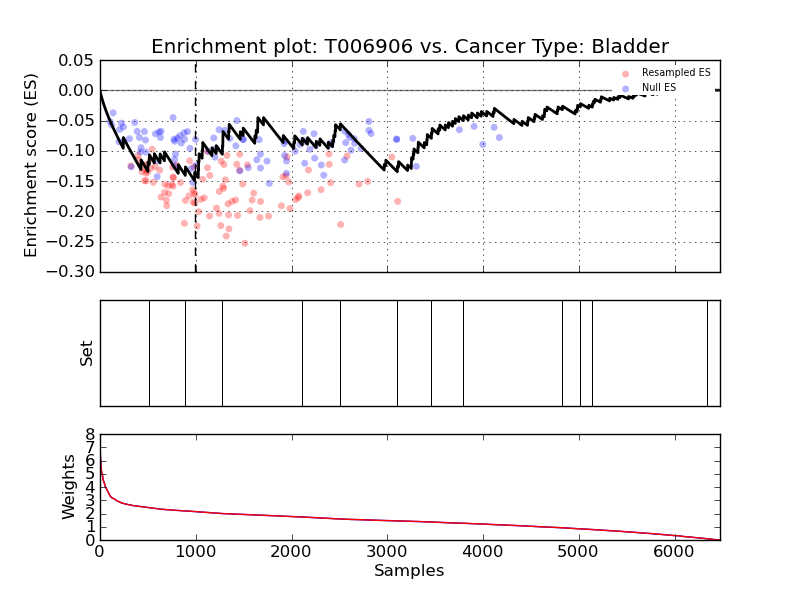 Enrichment plot: T006906 vs. Cancer Type: Bladder
Enrichment score (ES)
0.05
0.00
−0.05
−0.10
−0.15
−0.20
−0.25
−0.30
Resampled ES
Null ES
Set
Weights
8
7
6
5
4
3
2
1
0
0 1000 2000 3000 4000 5000 6000
Samples